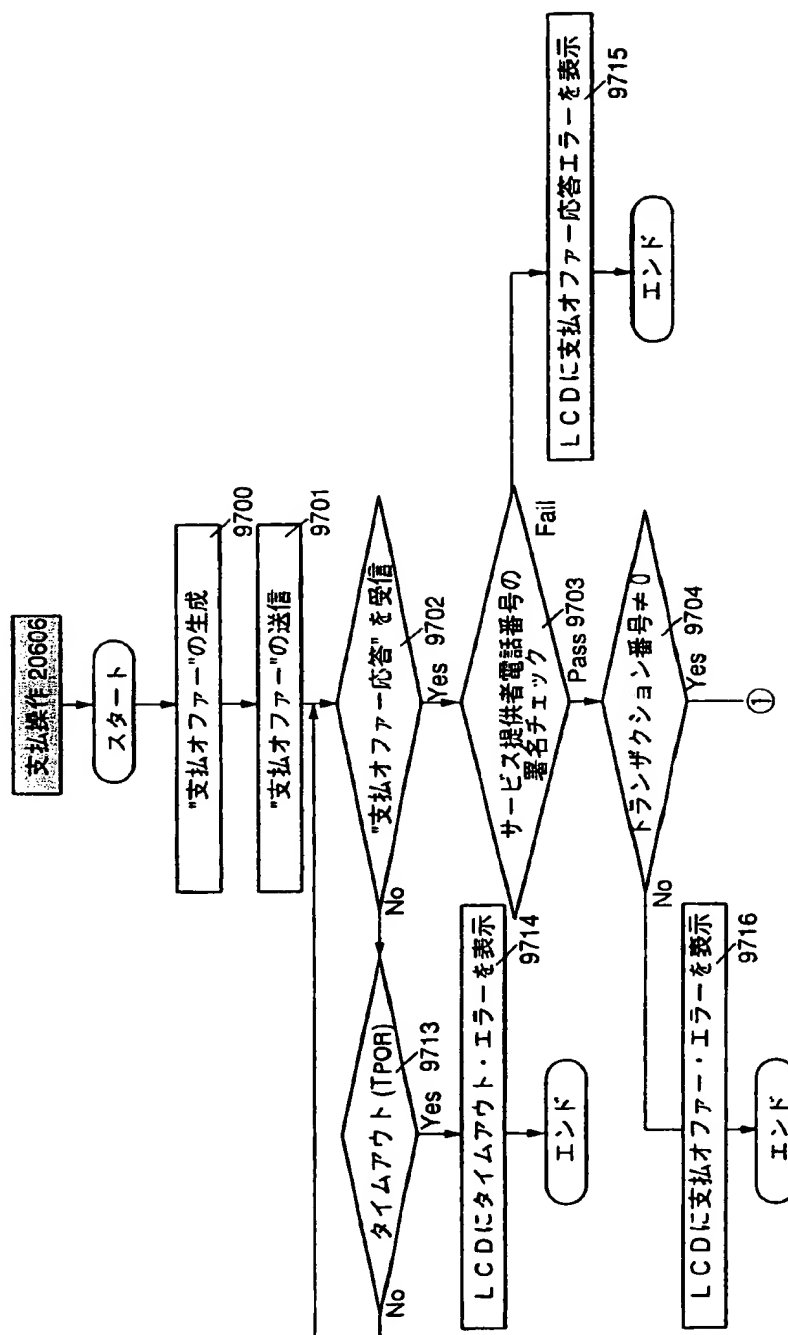 支払操作 20606
スタート
"支払オファー"の生成
9700
"支払オファー"の送信
9701
"支払オファー応答"を受信
9702
No
Yes
タイムアウト(TPOR)
9713
No
Yes
LCDにタイムアウト・エラーを表示
9714
エンド
サービス提供者電話番号の
署名チェック
9703
Pass
Fail
LCDに支払オファー応答エラーを表示
9715
エンド
トランザクション番号≠0
9704
No
Yes
①
LCDに支払オファー・エラーを表示
9716
エンド